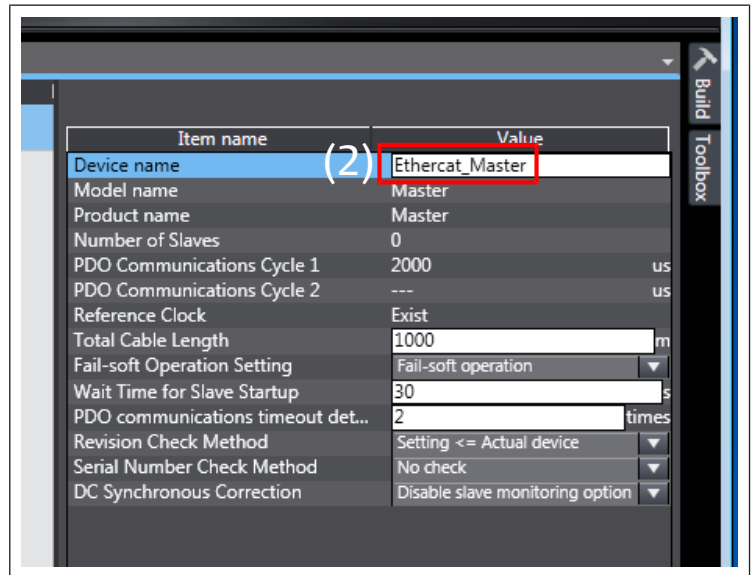 Build
Toolbox
Item name Value
Device name (2) Ethercat_Master
Model name Master
Product name Master
Number of Slaves 0
PDO Communications Cycle 1 2000 us
PDO Communications Cycle 2 --- us
Reference Clock Exist
Total Cable Length 1000 m
Fail-soft Operation Setting Fail-soft operation
Wait Time for Slave Startup 30 s
PDO communications timeout det... 2 times
Revision Check Method Setting <= Actual device
Serial Number Check Method No check
DC Synchronous Correction Disable slave monitoring option